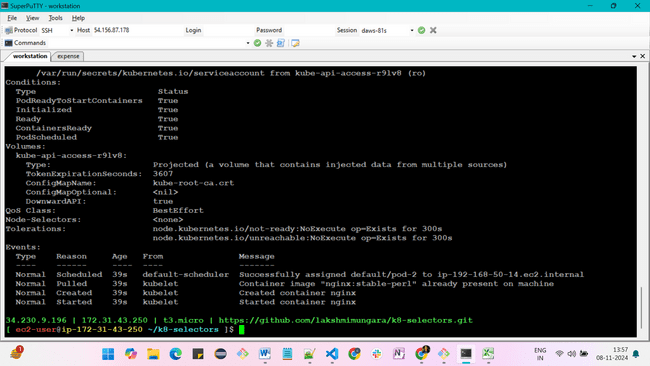 SuperPuTTY - workstation
File View Tools Help
Protocol SSH Host 54.156.87.178 Login Password Session daws-81s
Commands
workstation expense
/var/run/secrets/kubernetes.io/serviceaccount from kube-api-access-r9lv8 (ro)
Conditions:
Type Status
PodReadyToStartContainers True
Initialized True
Ready True
ContainersReady True
PodScheduled True
Volumes:
kube-api-access-r9lv8:
Type: Projected (a volume that contains injected data from multiple sources)
TokenExpirationSeconds: 3607
ConfigMapName: kube-root-ca.crt
ConfigMapOptional: <nil>
DownwardAPI: true
QoS Class: BestEffort
Node-Selectors: <none>
Tolerations: node.kubernetes.io/not-ready:NoExecute op=Exists for 300s
node.kubernetes.io/unreachable:NoExecute op=Exists for 300s
Events:
Type Reason Age From Message
---- ------ ---- ---- -------
Normal Scheduled 39s default-scheduler Successfully assigned default/pod-2 to ip-192-168-50-14.ec2.internal
Normal Pulled 39s kubelet Container image "nginx:stable-perl" already present on machine
Normal Created 39s kubelet Created container nginx
Normal Started 39s kubelet Started container nginx
34.230.9.196 | 172.31.43.250 | t3.micro | https://github.com/lakshmimungara/k8-selectors.git
[ ec2-user@ip-172-31-43-250 ~/k8-selectors ]$
ENG
IN
13:57
08-11-2024